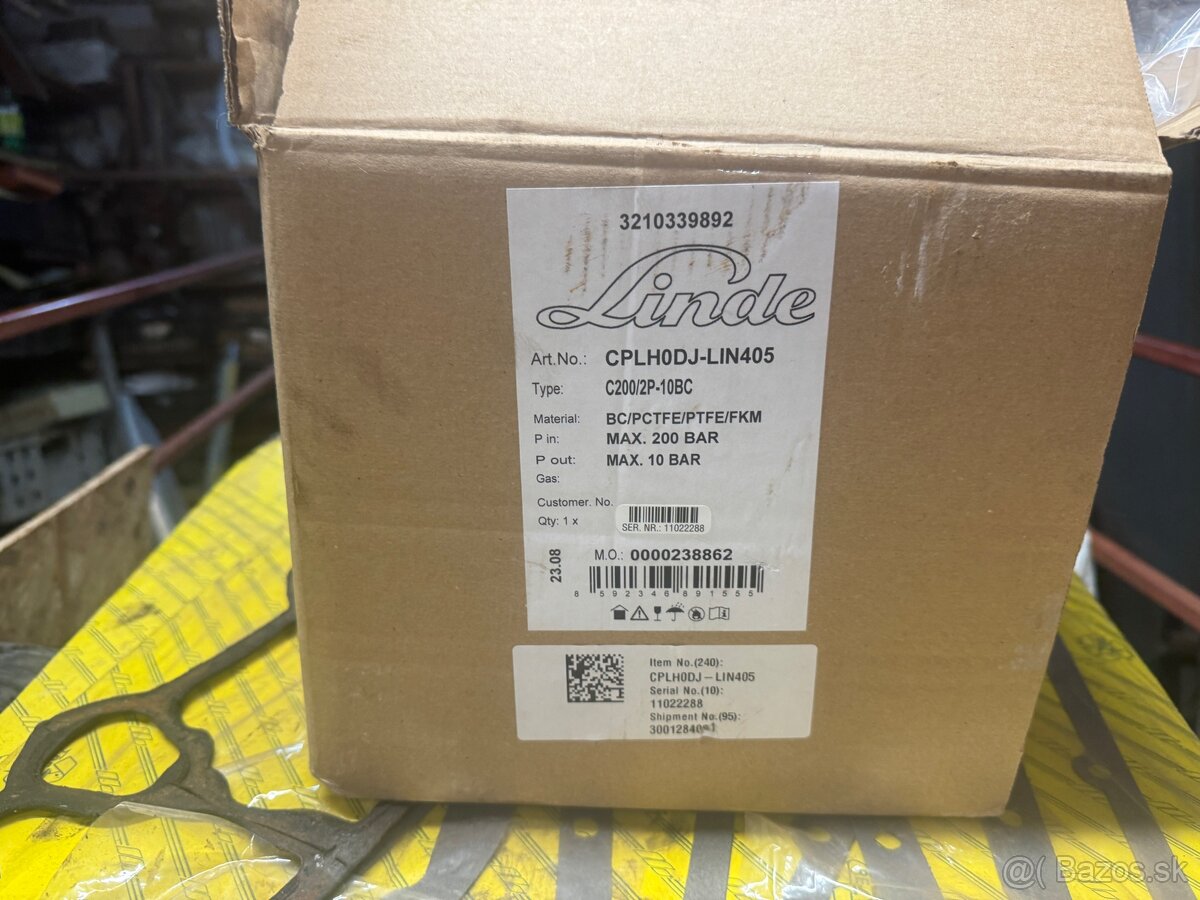 3210339892
Linde
Art.No.: CPLH0DJ-LIN405
Type: C200/2P-10BC
Material: BC/PCTFE/PTFE/FKM
P in: MAX. 200 BAR
P out: MAX. 10 BAR
Gas:
Customer. No.
Qty: 1 x
SER. NR.: 11022288
23.08
M.O.: 0000238862
8 592346 891555
Item No.(240):
CPLH0DJ-LIN405
Serial No.(10):
11022288
Shipment No.(95):
@( Bazos.sk